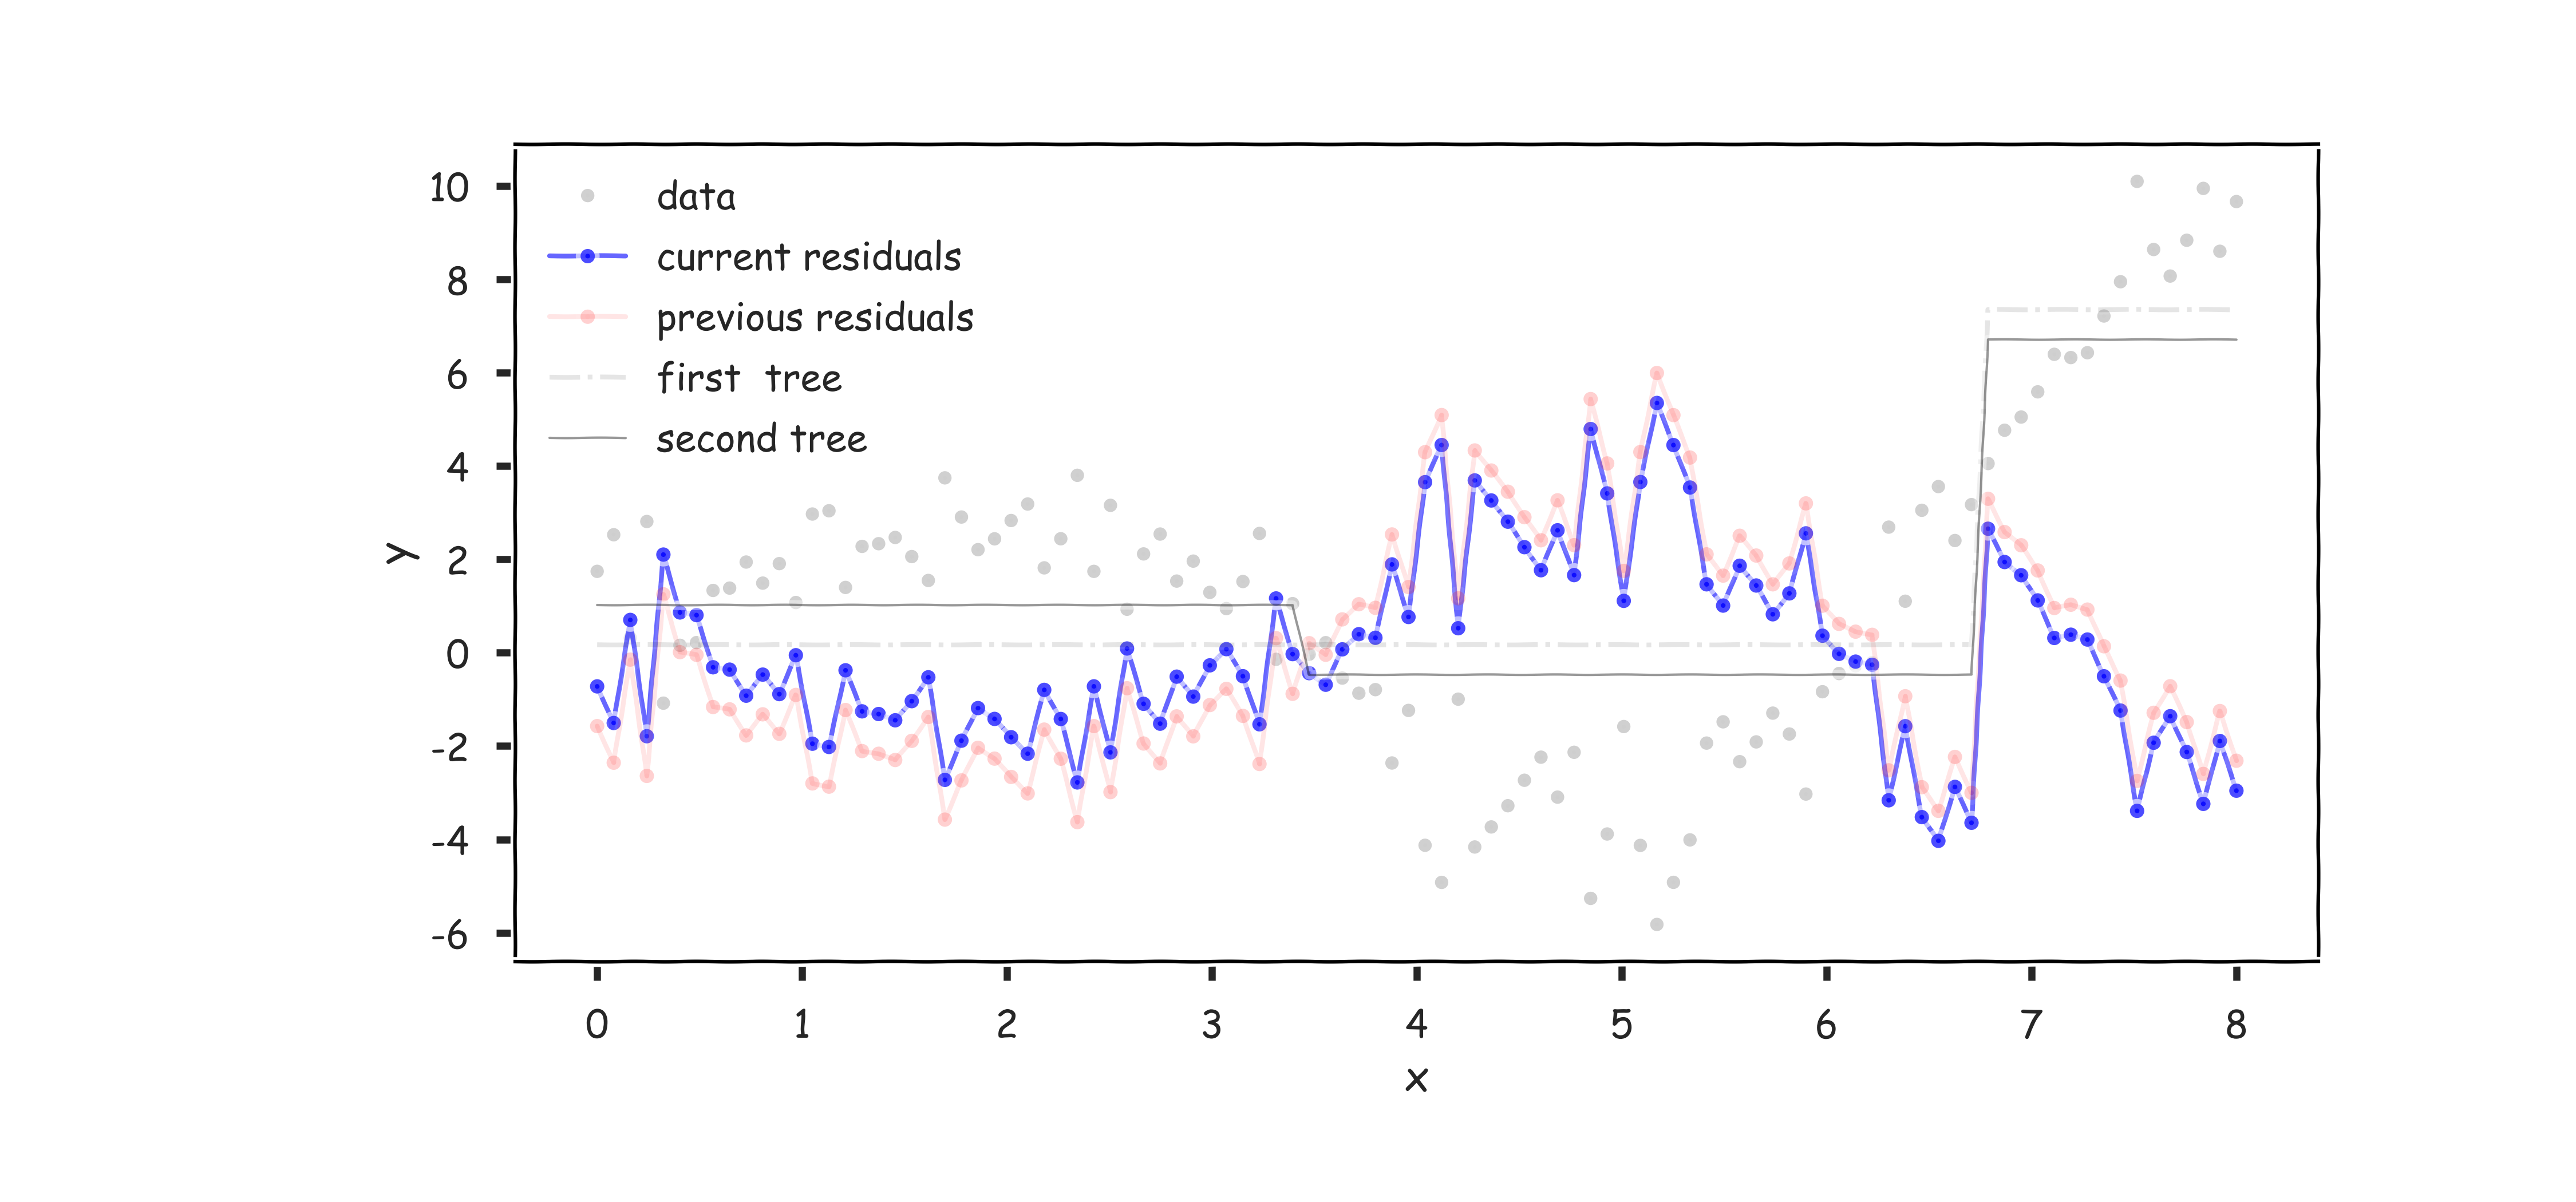 10
8
6
4
2
0
-2
-4
-6
y
data
current residuals
previous residuals
first tree
second tree
0 1 2 3 4 5 6 7 8
x